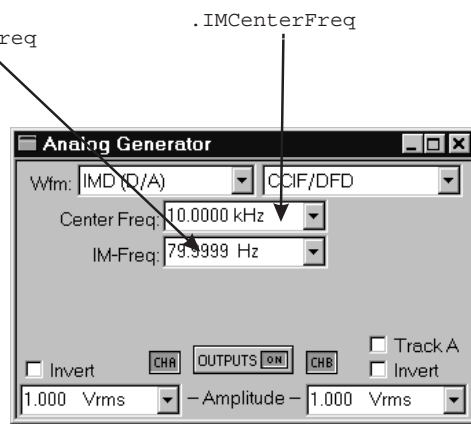 .IMCenterFreq
req
Analog Generator
Wfm: IMD (D/A) CCIF/DFD
Center Freq: 10.0000 kHz
IM-Freq: 79.9999 Hz
Track A
Invert CHA OUTPUTS ON CHB Invert
1.000 Vrms – Amplitude – 1.000 Vrms